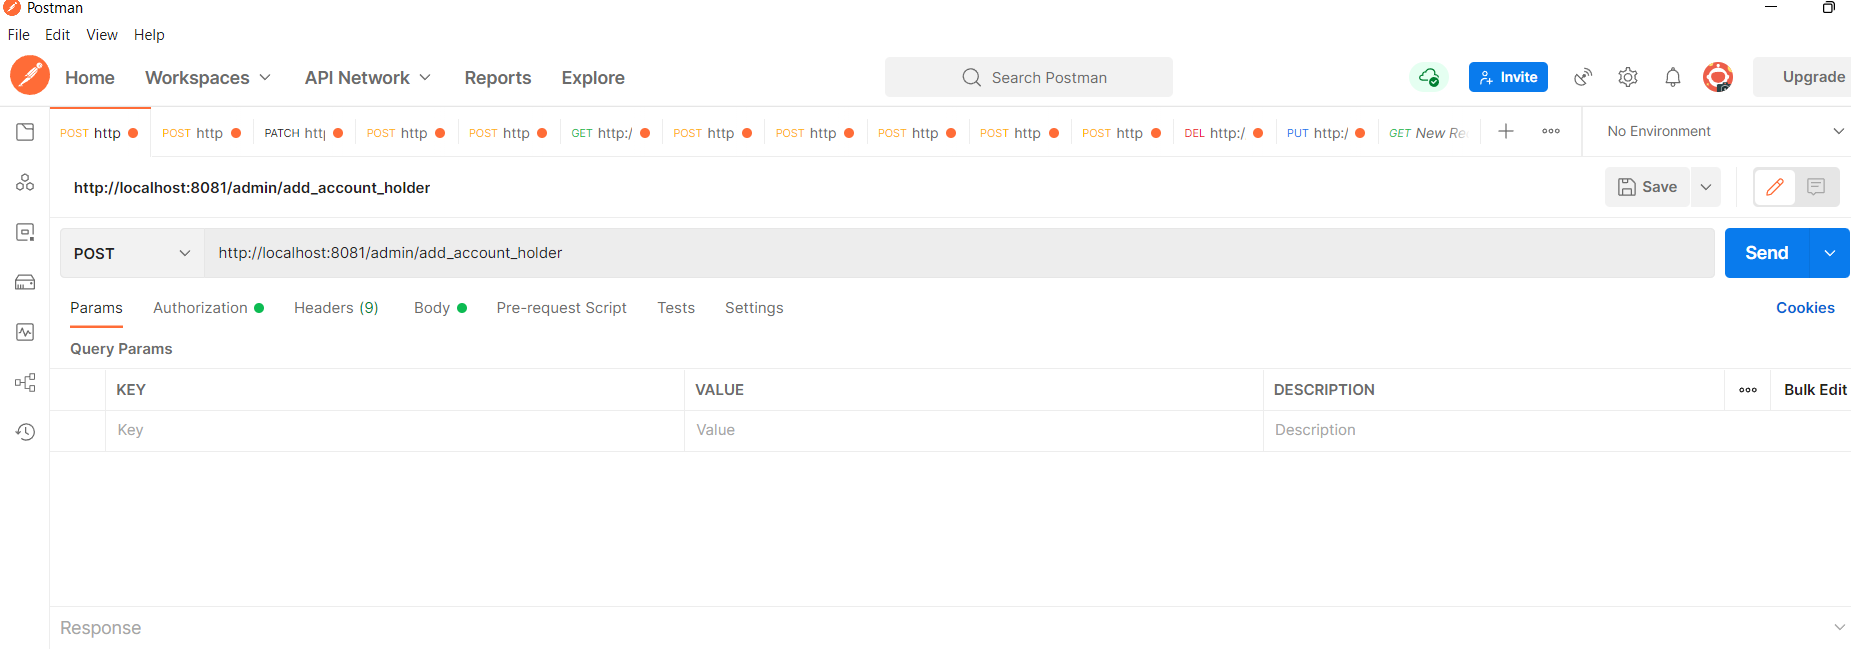 Postman
File Edit View Help
Home Workspaces API Network Reports Explore Search Postman Invite Upgrade
POST http POST http PATCH htt POST http POST http GET http:/ POST http POST http POST http POST http POST http DEL http:/ PUT http:/ GET New Re No Environment
http://localhost:8081/admin/add_account_holder Save
POST http://localhost:8081/admin/add_account_holder Send
Params Authorization Headers (9) Body Pre-request Script Tests Settings Cookies
Query Params
KEY VALUE DESCRIPTION Bulk Edit
Key Value Description
Response